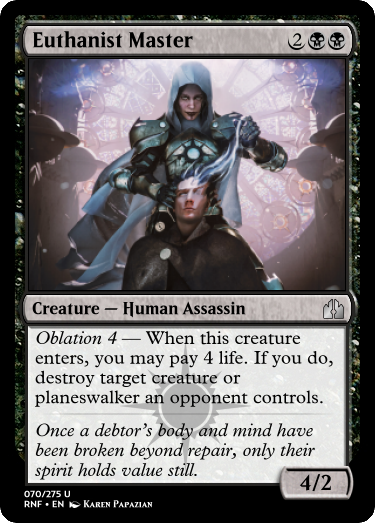 Euthanist Master 2
Creature — Human Assassin
Oblation 4 — When this creature
enters, you may pay 4 life. If you do,
destroy target creature or
planeswalker an opponent controls.
Once a debtor's body and mind have
been broken beyond repair, only their
spirit holds value still.
4/2
070/275 U
RNF • EN Karen Papazian